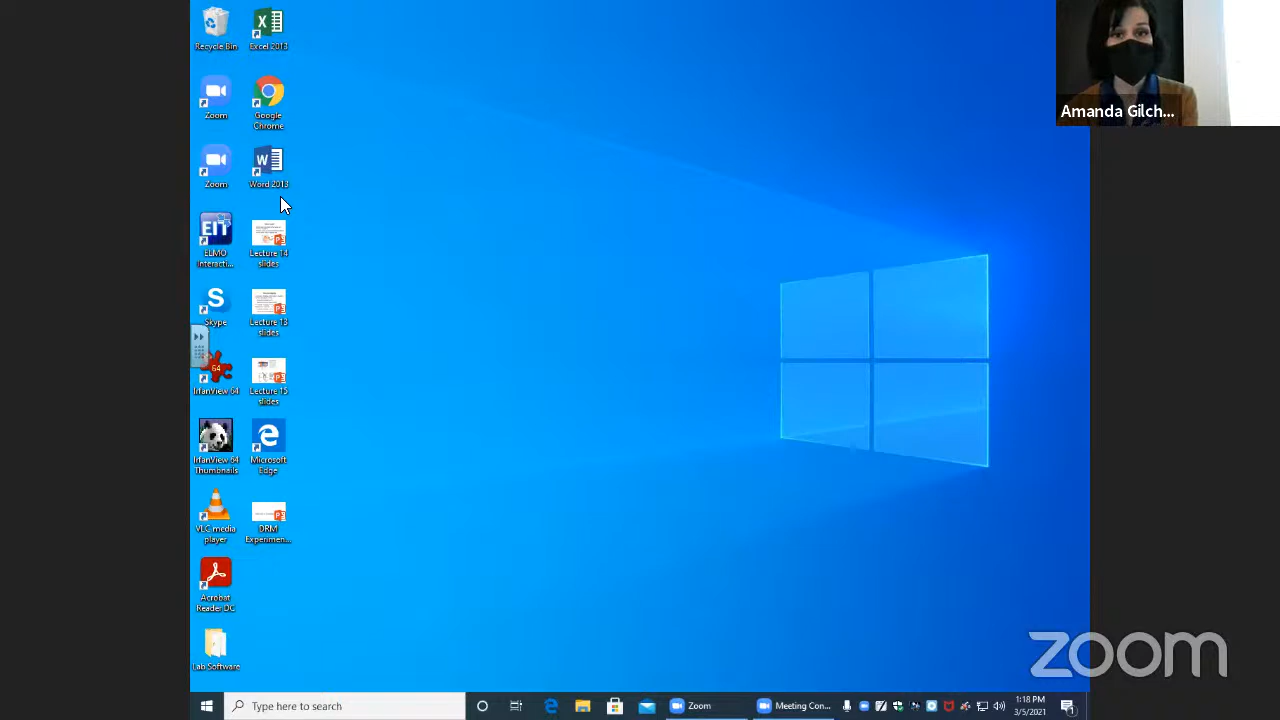 Recycle Bin
Excel 2013
Zoom
Google
Chrome
Zoom
Word 2013
EIT
ELMO
Interacti...
W
X
Lecture 14
slides
S
Skype
Lecture 13
slides
64
IrfanView 64
Lecture 15
slides
IrfanView 64
Thumbnails
Microsoft
Edge
VLC media
player
DRM
Experimen...
Acrobat
Reader DC
Lab Software
Type here to search
Zoom
Meeting Con...
1:18 PM
3/5/2021
Amanda Gilch...
zoom